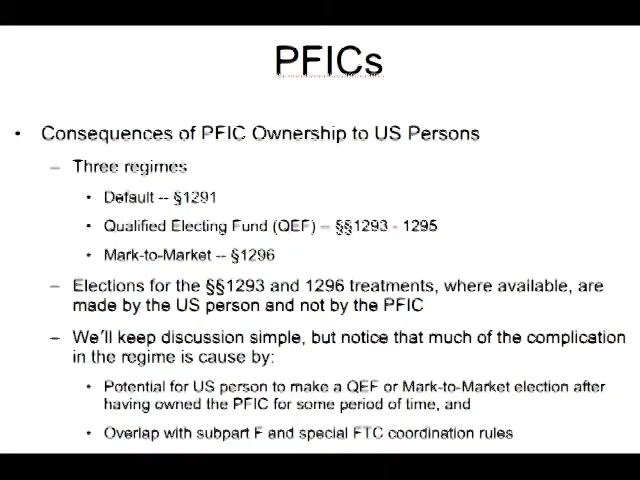 PFICs
• Consequences of PFIC Ownership to US Persons
– Three regimes
• Default -- §1291
• Qualified Electing Fund (QEF) – §§1293 - 1295
• Mark-to-Market -- §1296
– Elections for the §§1293 and 1296 treatments, where available, are
made by the US person and not by the PFIC
– We'll keep discussion simple, but notice that much of the complication
in the regime is cause by:
• Potential for US person to make a QEF or Mark-to-Market election after
having owned the PFIC for some period of time, and
• Overlap with subpart F and special FTC coordination rules